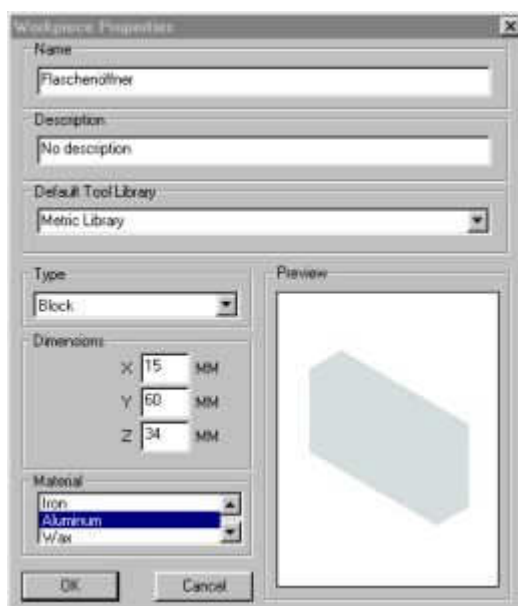 Workpiece Properties
Name
Flaschenöffner
Description
No description
Default Tool Library
Metric Library
Type
Block
Dimensions
X 15 MM
Y 60 MM
Z 34 MM
Material
Iron
Aluminum
Wax
OK Cancel
Preview